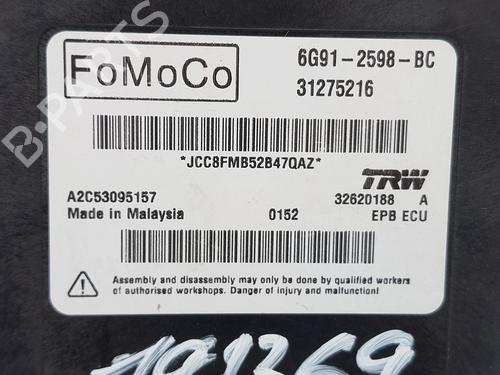 B-PARTS
FoMoCo
6G91-2598-BC
31275216
*JCC8FMB52B47QAZ*
TRW
A2C53095157
32620188 A
Made in Malaysia
0152
EPB ECU
Assembly and disassembly may only be done by qualified workers
of authorised workshops. Danger of injury and malfunction!
191369